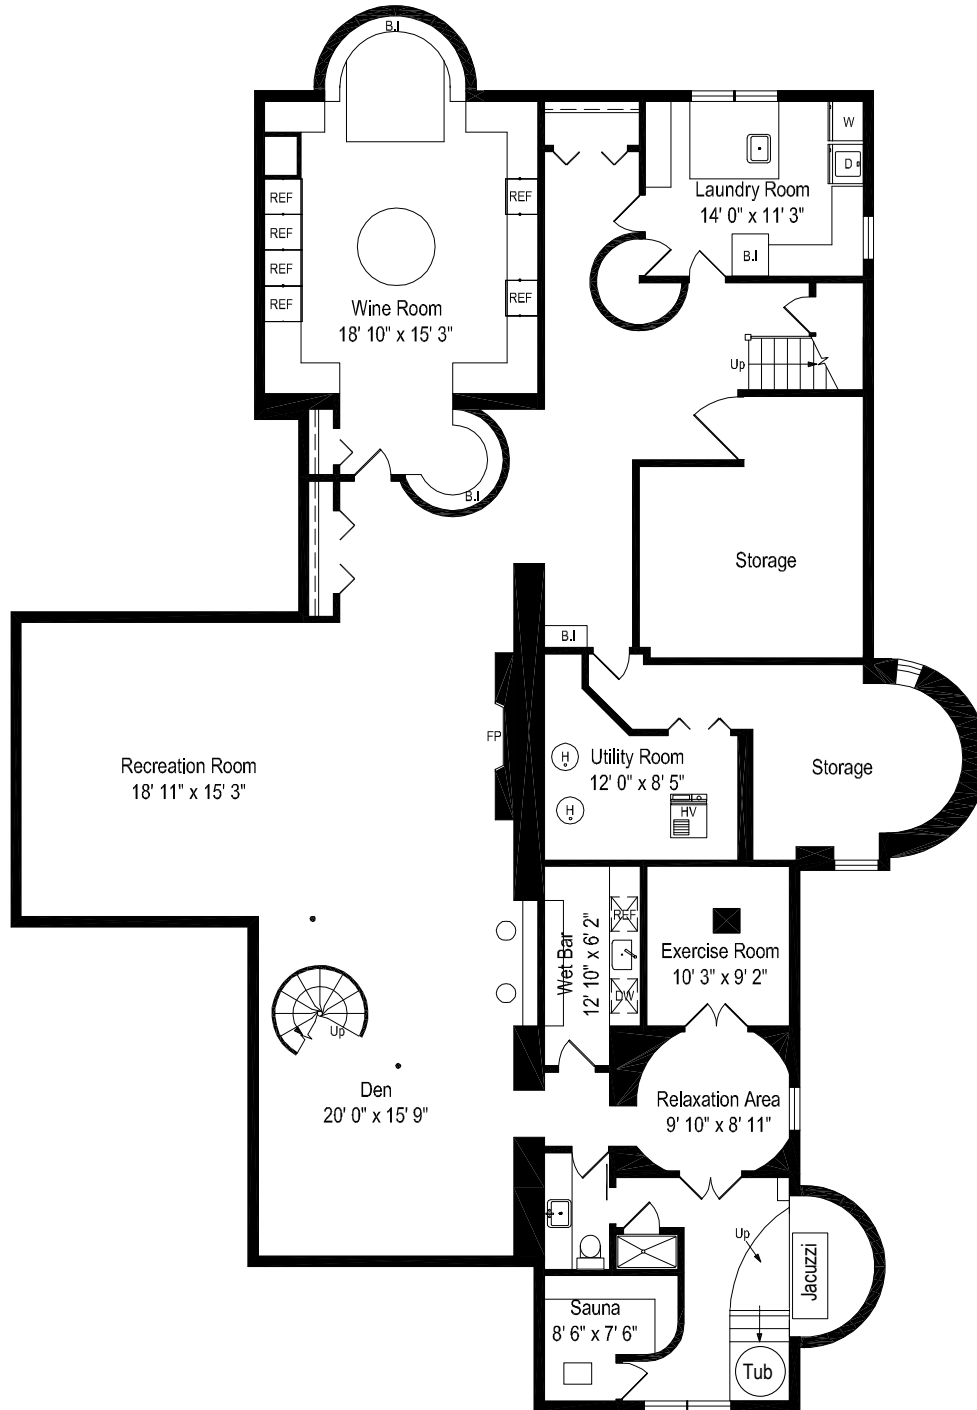 B.I
W
D
Laundry Room
14' 0" x 11' 3"
B.I
REF
REF
REF
REF
REF
REF
Wine Room
18' 10" x 15' 3"
Up
B.I
Storage
B.I
FP
Recreation Room
18' 11" x 15' 3"
H
H
Utility Room
12' 0" x 8' 5"
HV
Storage
Wet Bar
12' 10" x 6' 2"
REF
DW
Exercise Room
10' 3" x 9' 2"
Up
Den
20' 0" x 15' 9"
Relaxation Area
9' 10" x 8' 11"
Up
Jacuzzi
Sauna
8' 6" x 7' 6"
Tub